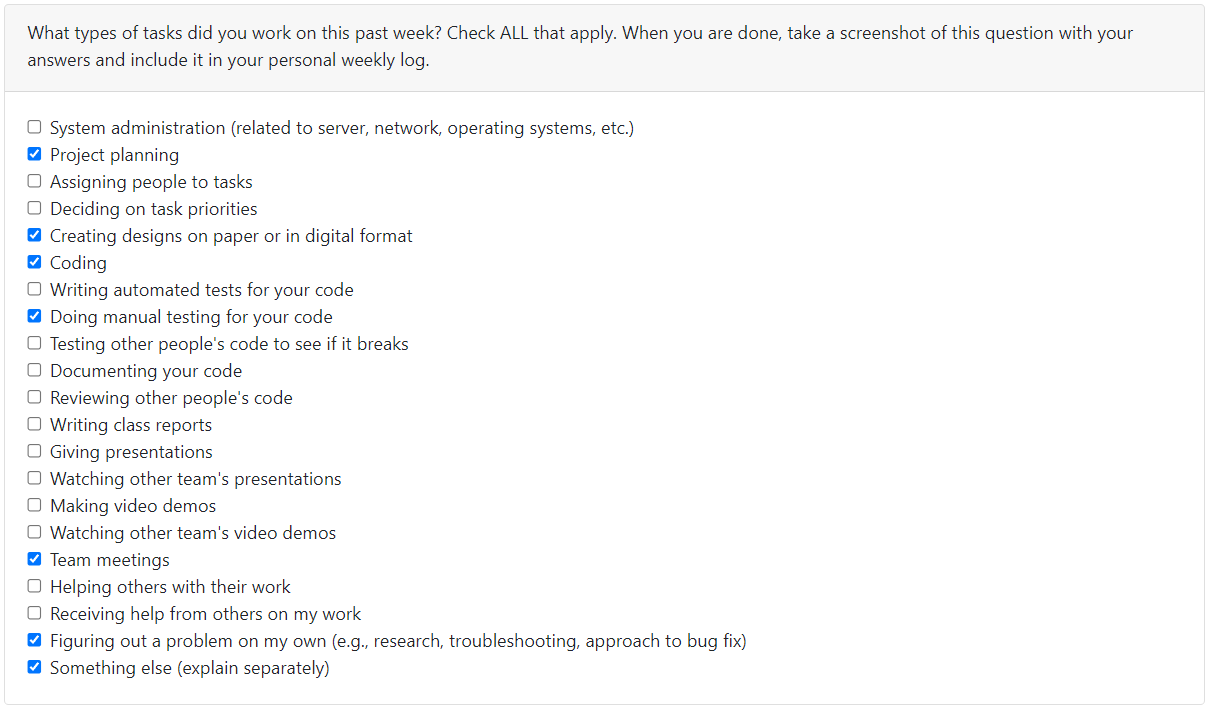 What types of tasks did you work on this past week? Check ALL that apply. When you are done, take a screenshot of this question with your
answers and include it in your personal weekly log.
System administration (related to server, network, operating systems, etc.)
Project planning
Assigning people to tasks
Deciding on task priorities
Creating designs on paper or in digital format
Coding
Writing automated tests for your code
Doing manual testing for your code
Testing other people's code to see if it breaks
Documenting your code
Reviewing other people's code
Writing class reports
Giving presentations
Watching other team's presentations
Making video demos
Watching other team's video demos
Team meetings
Helping others with their work
Receiving help from others on my work
Figuring out a problem on my own (e.g., research, troubleshooting, approach to bug fix)
Something else (explain separately)